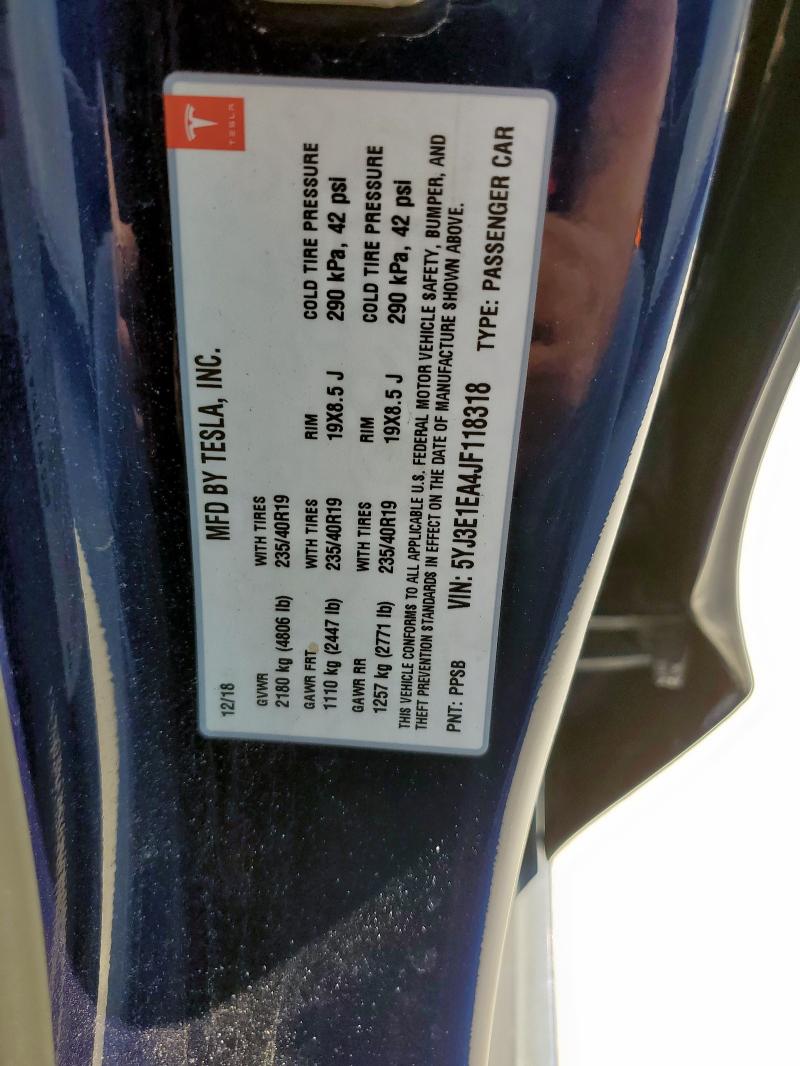 TESLA
MFD BY TESLA, INC.
12/18
GVWR WITH TIRES
2180 kg (4806 lb) 235/40R19
GAWR FRT WITH TIRES RIM COLD TIRE PRESSURE
1110 kg (2447 lb) 235/40R19 19X8.5 J 290 kPa, 42 psi
GAWR RR WITH TIRES RIM COLD TIRE PRESSURE
1257 kg (2771 lb) 235/40R19 19X8.5 J 290 kPa, 42 psi
THIS VEHICLE CONFORMS TO ALL APPLICABLE U.S. FEDERAL MOTOR VEHICLE SAFETY, BUMPER, AND
THEFT PREVENTION STANDARDS IN EFFECT ON THE DATE OF MANUFACTURE SHOWN ABOVE.
PNT: PPSB VIN: 5YJ3E1EA4JF118318 TYPE: PASSENGER CAR